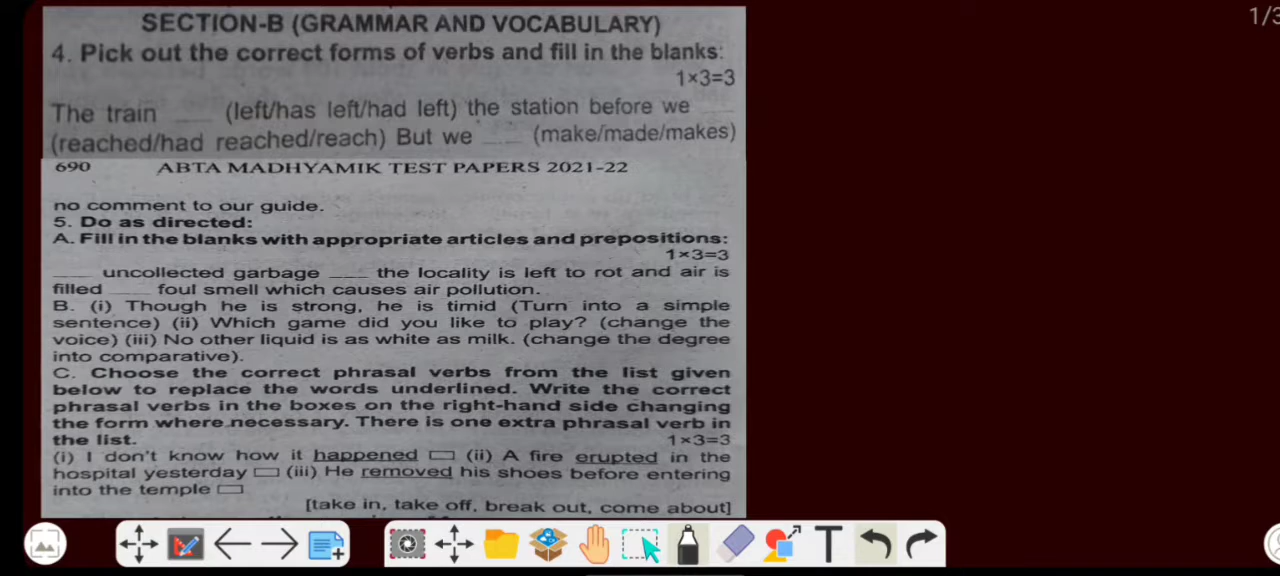 SECTION-B (GRAMMAR AND VOCABULARY)
1/3
4. Pick out the correct forms of verbs and fill in the blanks:
1×3=3
The train ___ (left/has left/had left) the station before we ___
(reached/had reached/reach) But we ___ (make/made/makes)
690 ABTA MADHYAMIK TEST PAPERS 2021-22
no comment to our guide.
5. Do as directed:
A. Fill in the blanks with appropriate articles and prepositions:
1×3=3
___ uncollected garbage ___ the locality is left to rot and air is
filled ___ foul smell which causes air pollution.
B. (i) Though he is strong, he is timid (Turn into a simple
sentence) (ii) Which game did you like to play? (change the
voice) (iii) No other liquid is as white as milk. (change the degree
into comparative).
C. Choose the correct phrasal verbs from the list given
below to replace the words underlined. Write the correct
phrasal verbs in the boxes on the right-hand side changing
the form where necessary. There is one extra phrasal verb in
the list. 1×3=3
(i) I don't know how it happened ▭ (ii) A fire erupted in the
hospital yesterday ▭ (iii) He removed his shoes before entering
into the temple ▭
[take in, take off, break out, come about]
T